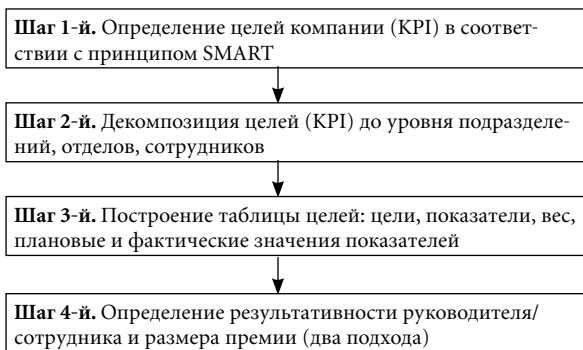 Шаг 1-й. Определение целей компании (KPI) в соответ-
ствии с принципом SMART
Шаг 2-й. Декомпозиция целей (KPI) до уровня подразделе-
ний, отделов, сотрудников
Шаг 3-й. Построение таблицы целей: цели, показатели, вес,
плановые и фактические значения показателей
Шаг 4-й. Определение результативности руководителя/
сотрудника и размера премии (два подхода)